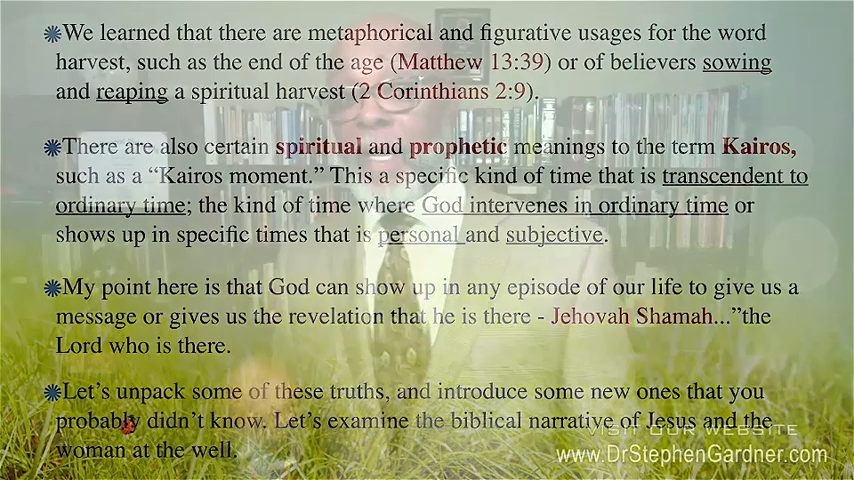 We learned that there are metaphorical and figurative usages for the word
harvest, such as the end of the age (Matthew 13:39) or of believers sowing
and reaping a spiritual harvest (2 Corinthians 2:9).
There are also certain spiritual and prophetic meanings to the term Kairos,
such as a “Kairos moment.” This a specific kind of time that is transcendent to
ordinary time; the kind of time where God intervenes in ordinary time or
shows up in specific times that is personal and subjective.
My point here is that God can show up in any episode of our life to give us a
message or gives us the revelation that he is there - Jehovah Shamah...”the
Lord who is there.
Let’s unpack some of these truths, and introduce some new ones that you
probably didn’t know. Let’s examine the biblical narrative of Jesus and the
woman at the well.
VISIT OUR WEBSITE
www.DrStephenGardner.com